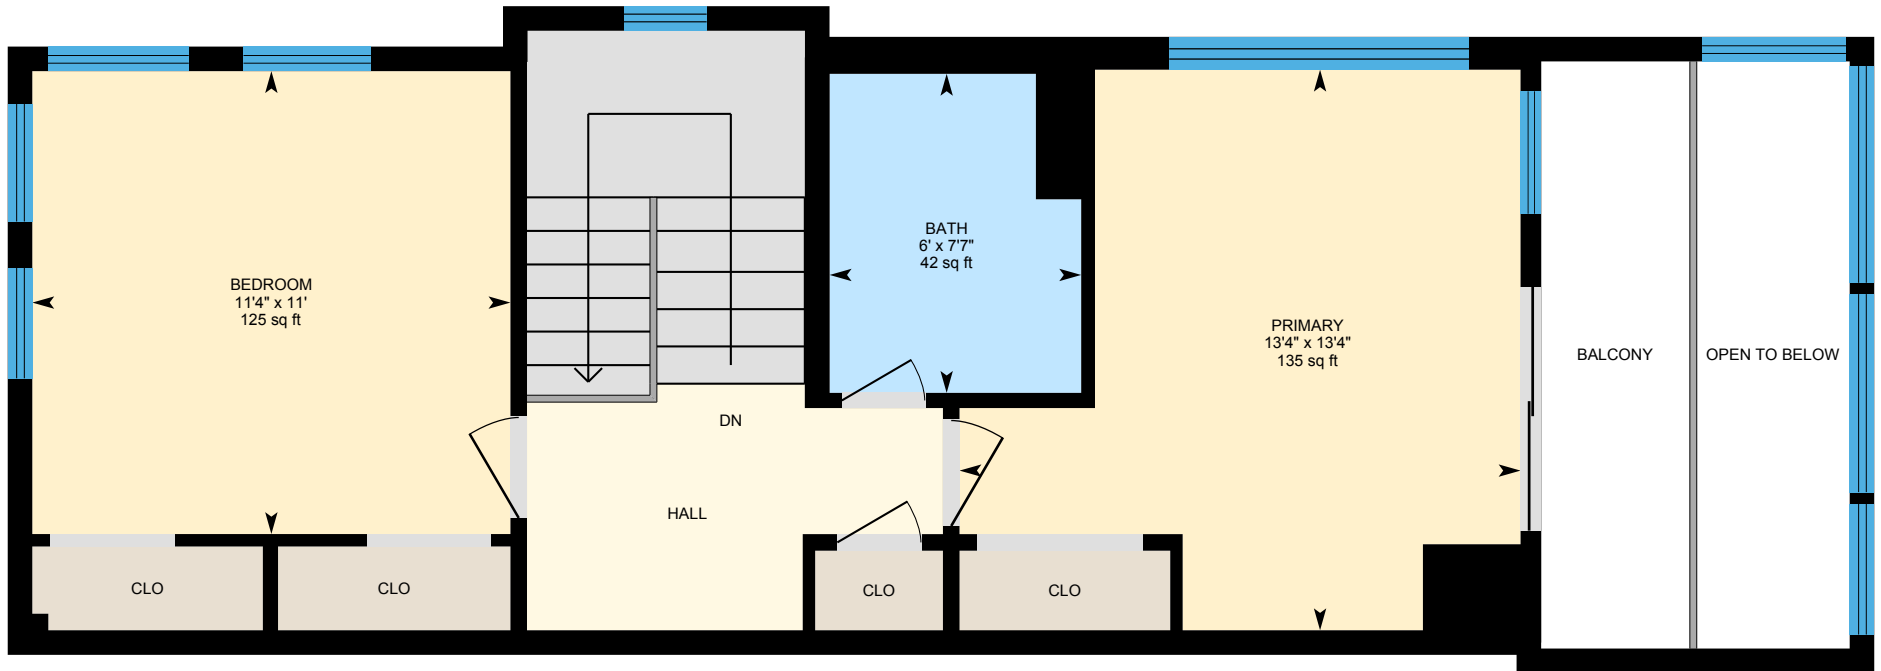 BEDROOM
11'4" x 11'
125 sq ft
BATH
6' x 7'7"
42 sq ft
PRIMARY
13'4" x 13'4"
135 sq ft
BALCONY
OPEN TO BELOW
DN
HALL
CLO
CLO
CLO
CLO